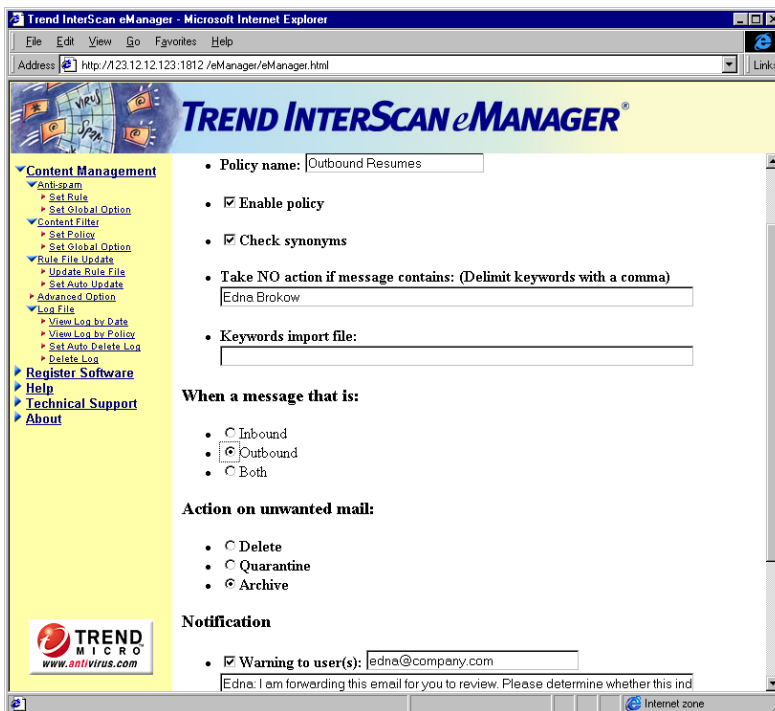 Trend InterScan eManager - Microsoft Internet Explorer
File Edit View Go Favorites Help
Address http://123.12.12.123:1812 /eManager/eManager.html Links
VIRUS
SPAM
TREND INTERSCAN eMANAGER®
Content Management
Anti-spam
Set Rule
Set Global Option
Content Filter
Set Policy
Set Global Option
Rule File Update
Update Rule File
Set Auto Update
Advanced Option
Log File
View Log by Date
View Log by Policy
Set Auto Delete Log
Delete Log
Register Software
Help
Technical Support
About
TREND
MICRO
www.antivirus.com
Policy name: Outbound Resumes
Enable policy
Check synonyms
Take NO action if message contains: (Delimit keywords with a comma)
Edna Brokow
Keywords import file:
When a message that is:
Inbound
Outbound
Both
Action on unwanted mail:
Delete
Quarantine
Archive
Notification
Warning to user(s): edna@company.com
Edna: I am forwarding this email for you to review. Please determine whether this ind
Internet zone